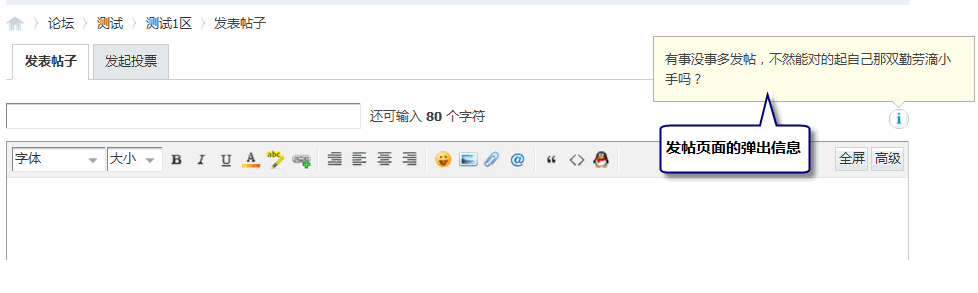 论坛 测试 测试1区 发表帖子
发表帖子 发起投票
有事没事多发帖，不然能对的起自己那双勤劳滴小
手吗？
还可输入 80 个字符
发帖页面的弹出信息
字体 大小 B I U A abc @ “ <> 全屏 高级